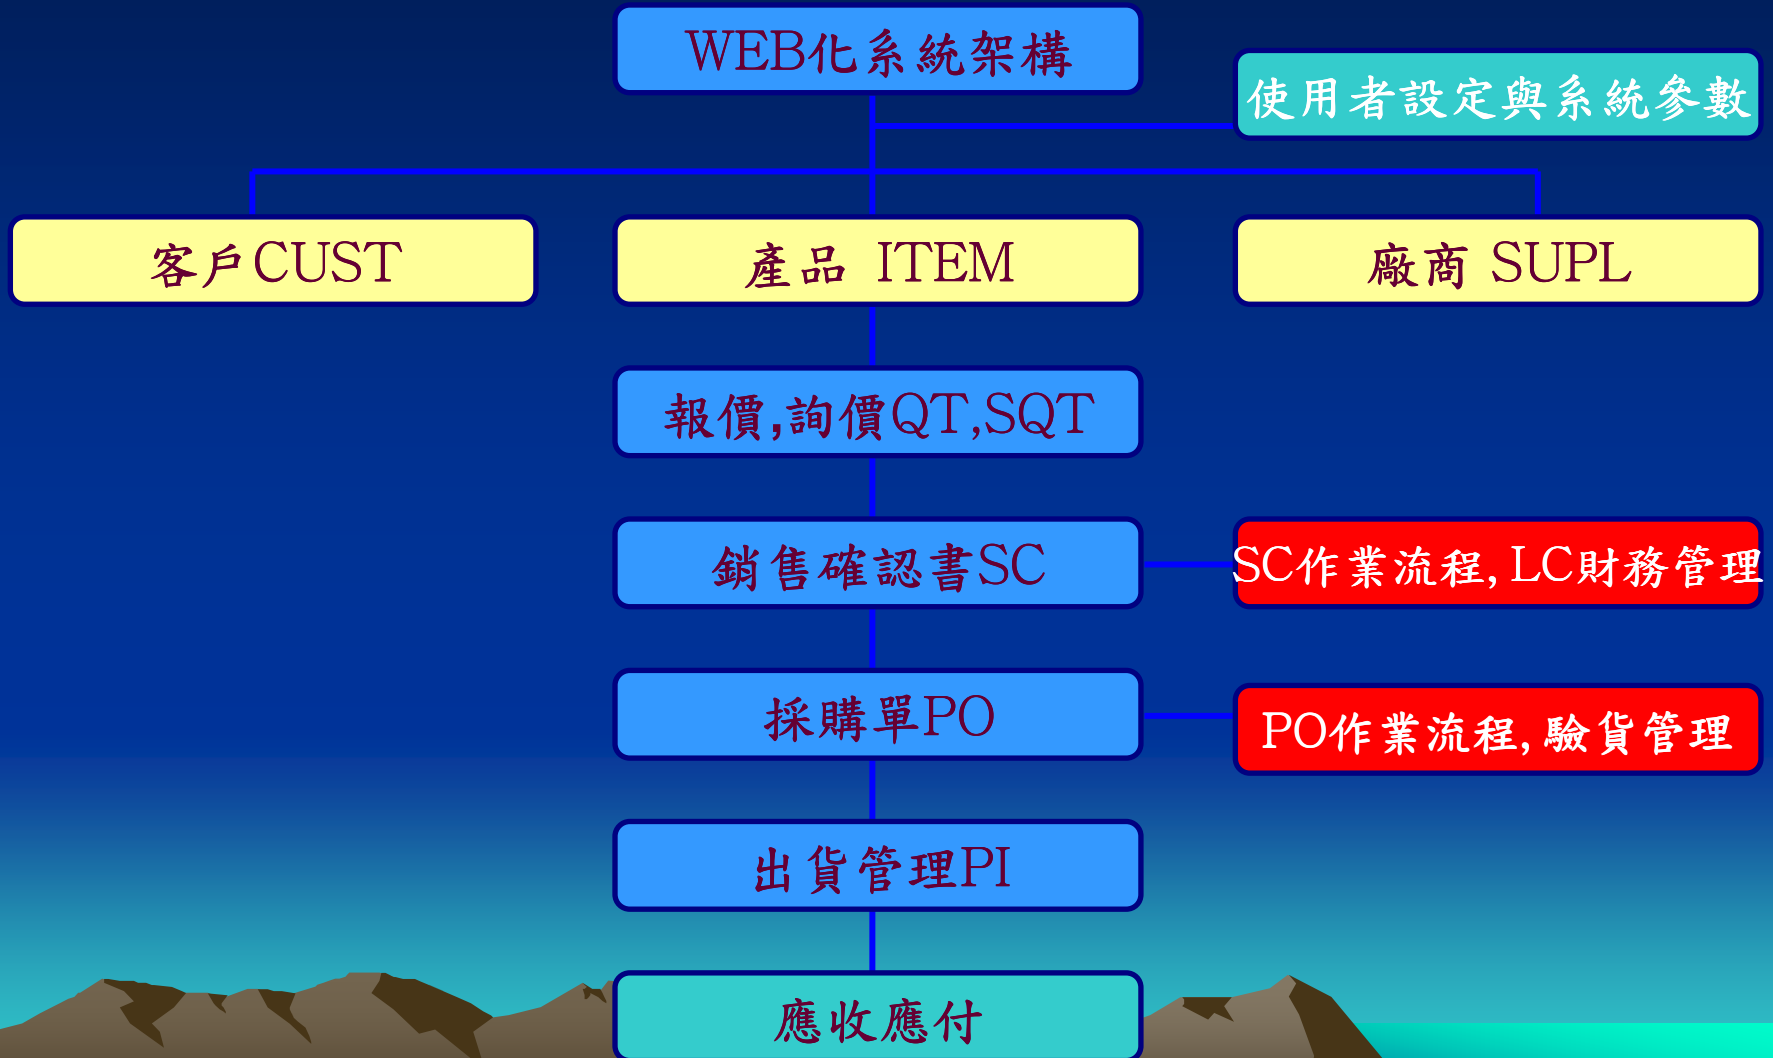 WEB化系統架構
使用者設定與系統參數
客戶CUST
產品 ITEM
廠商 SUPL
報價,詢價QT,SQT
銷售確認書SC
SC作業流程, LC財務管理
採購單PO
PO作業流程, 驗貨管理
出貨管理PI
應收應付